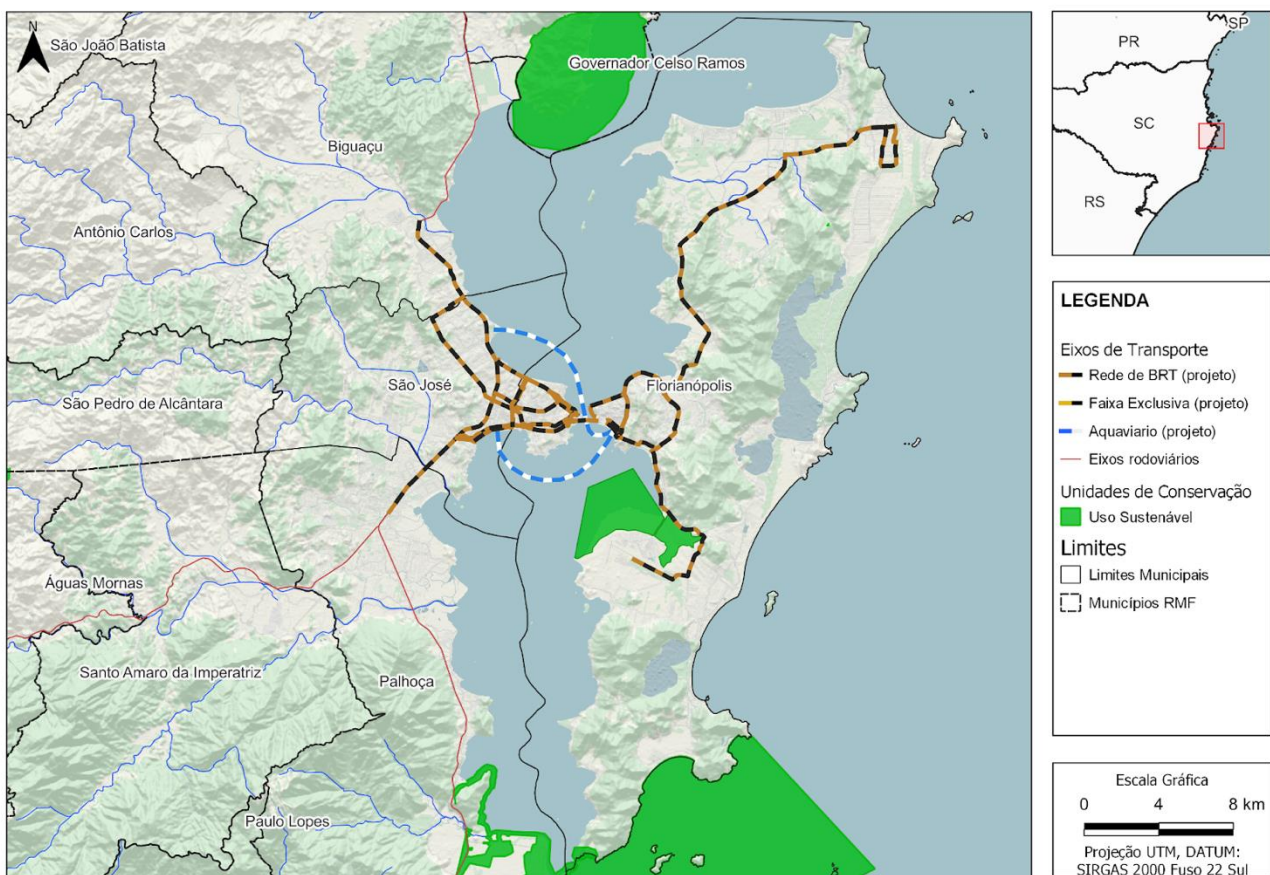 N
São João Batista
Governador Celso Ramos
Biguaçu
Antônio Carlos
São José
Florianópolis
São Pedro de Alcântara
Águas Mornas
Santo Amaro da Imperatriz
Palhoça
Paulo Lopes
SP
PR
SC
RS
LEGENDA
Eixos de Transporte
Rede de BRT (projeto)
Faixa Exclusiva (projeto)
Aquaviario (projeto)
Eixos rodoviários
Unidades de Conservação
Uso Sustenável
Limites
Limites Municipais
Municípios RMF
Escala Gráfica
0 4 8 km
Projeção UTM, DATUM:
SIRGAS 2000 Fuso 22 Sul